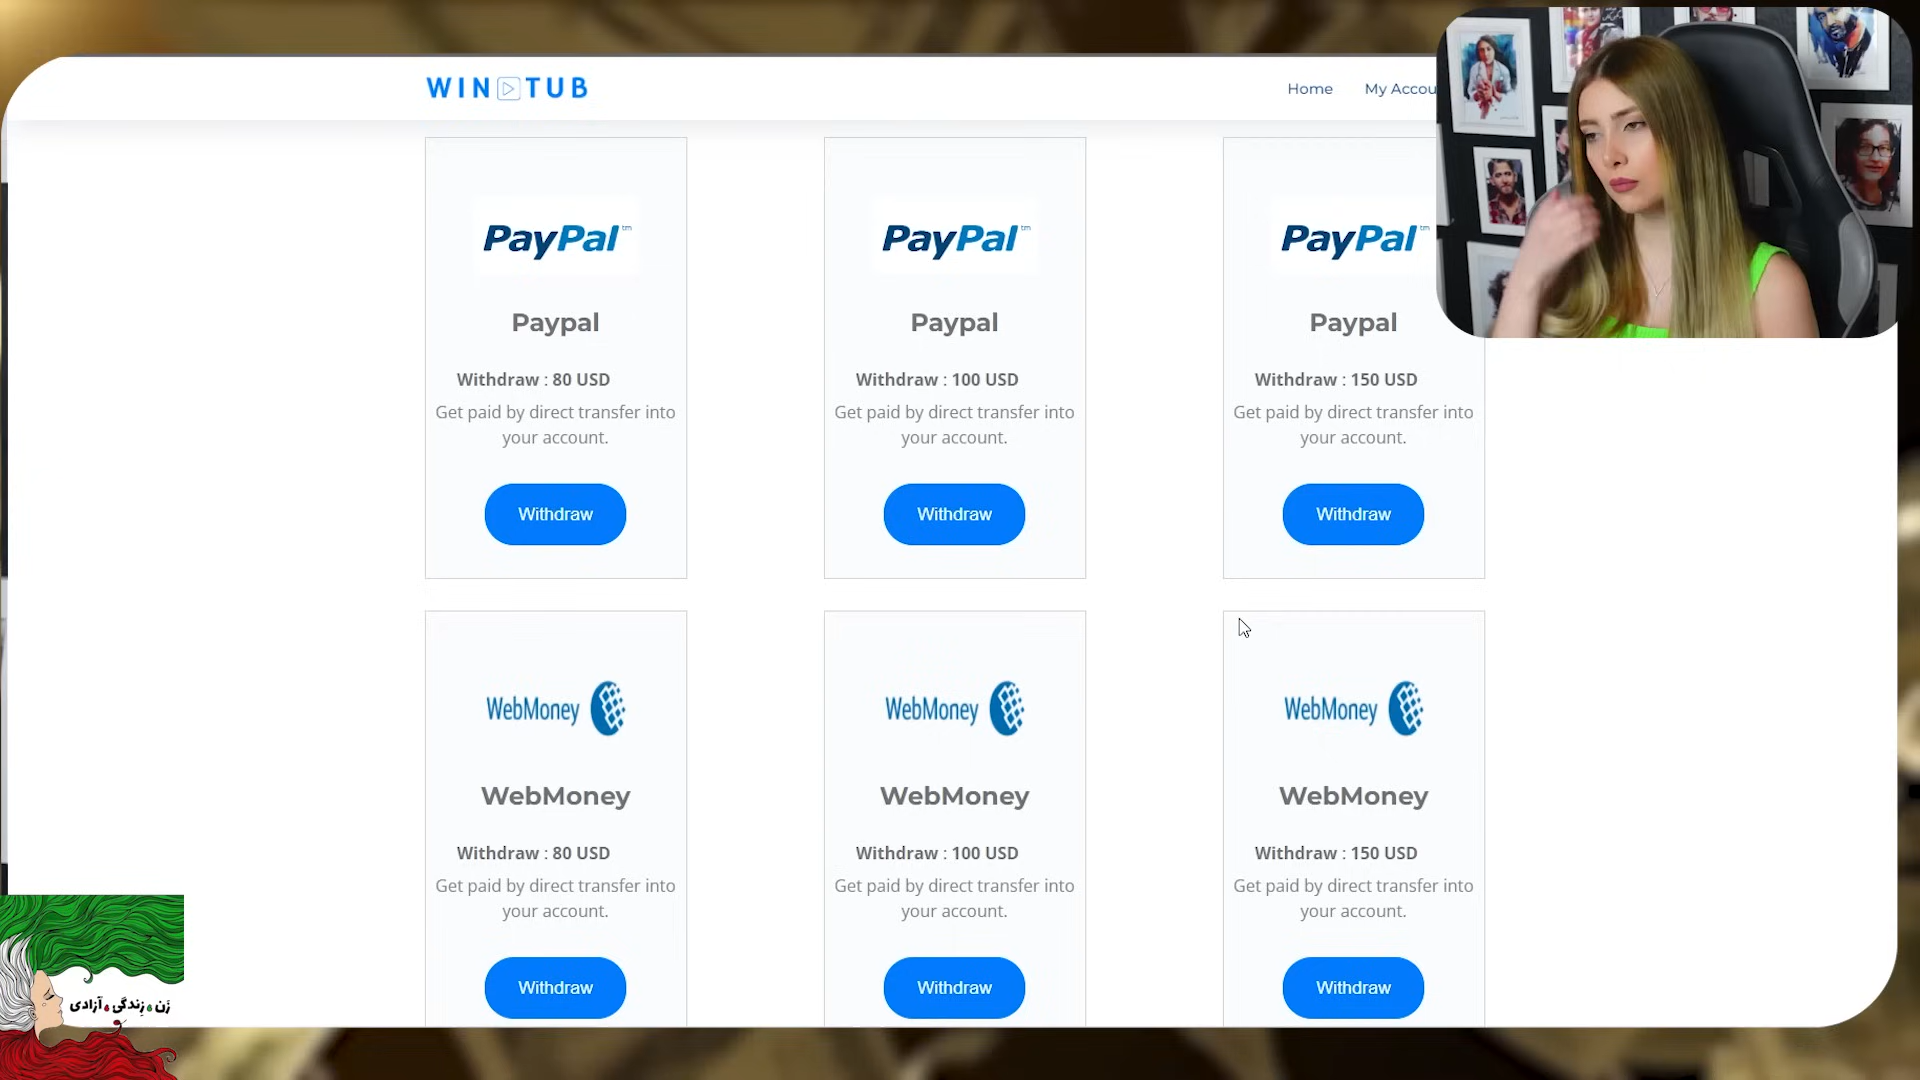 WIN TUB
Home
My Accou
PayPal™
PayPal™
PayPal™
Paypal
Paypal
Paypal
Withdraw : 80 USD
Withdraw : 100 USD
Withdraw : 150 USD
Get paid by direct transfer into
your account.
Get paid by direct transfer into
your account.
Get paid by direct transfer into
your account.
Withdraw
Withdraw
Withdraw
WebMoney
WebMoney
WebMoney
WebMoney
WebMoney
WebMoney
Withdraw : 80 USD
Withdraw : 100 USD
Withdraw : 150 USD
Get paid by direct transfer into
your account.
Get paid by direct transfer into
your account.
Get paid by direct transfer into
your account.
Withdraw
Withdraw
Withdraw
زن زندگی آزادی